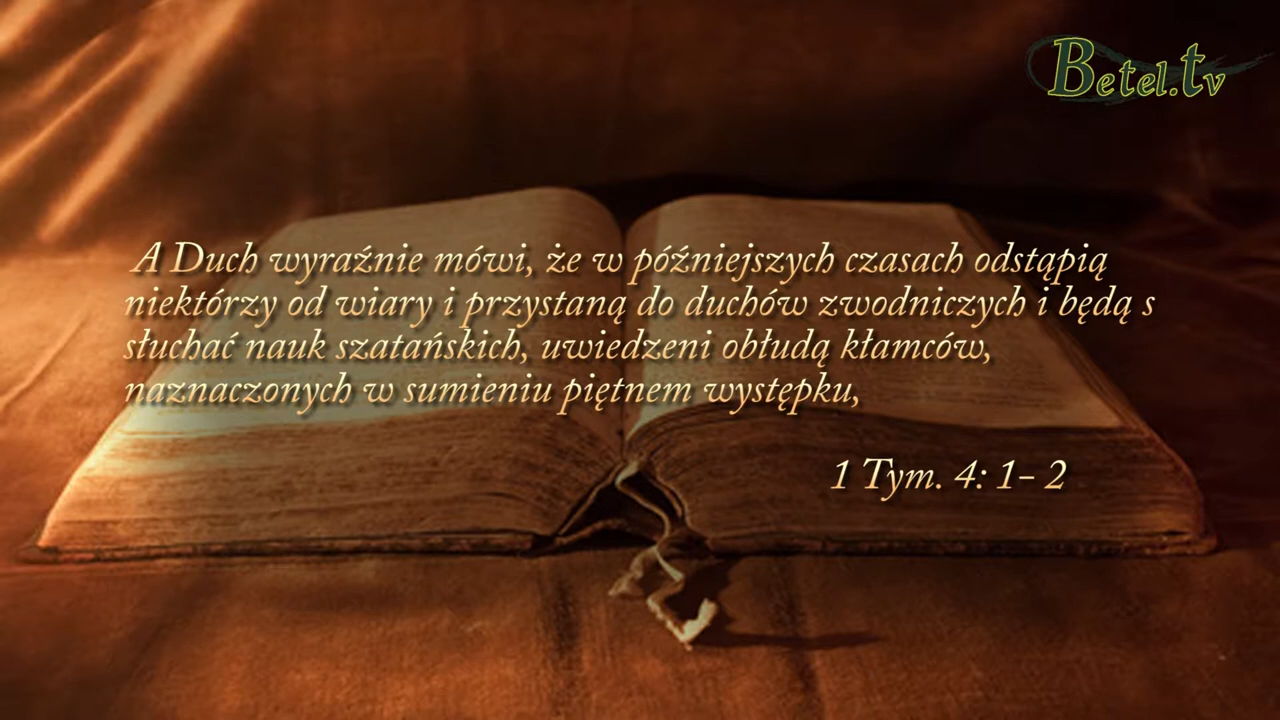 Betel.tv
A Duch wyraźnie mówi, że w późniejszych czasach odstąpią
niektórzy od wiary i przystaną do duchów zwodniczych i będą s
słuchać nauk szatańskich, uwiedzeni obłudą kłamców,
naznaczonych w sumieniu piętnem występku,
1 Tym. 4: 1- 2